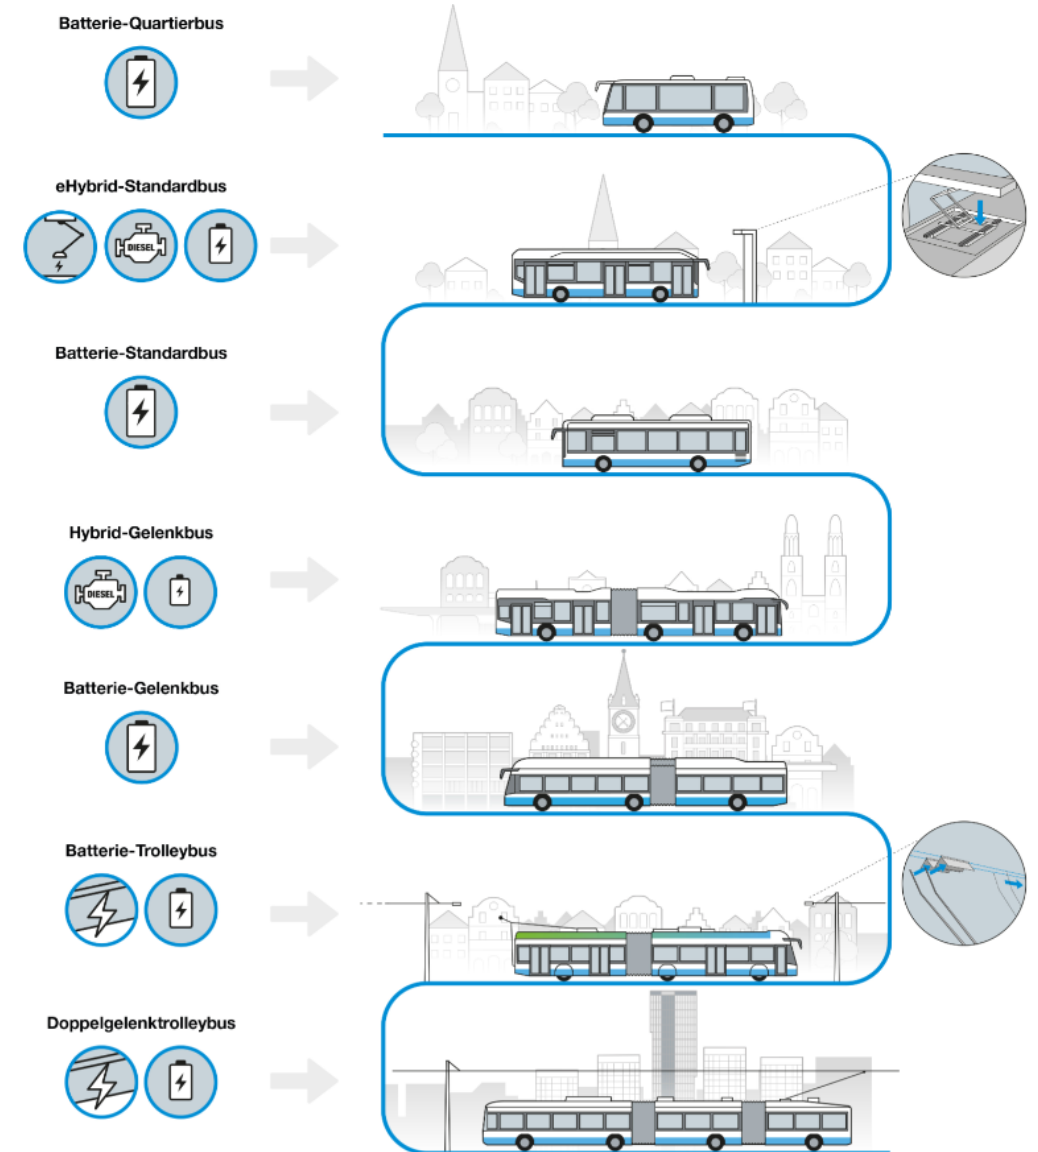 Batterie-Quartierbus
eHybrid-Standardbus
DIESEL
Batterie-Standardbus
Hybrid-Gelenkbus
DIESEL
Batterie-Gelenkbus
Batterie-Trolleybus
Doppelgelenktrolleybus